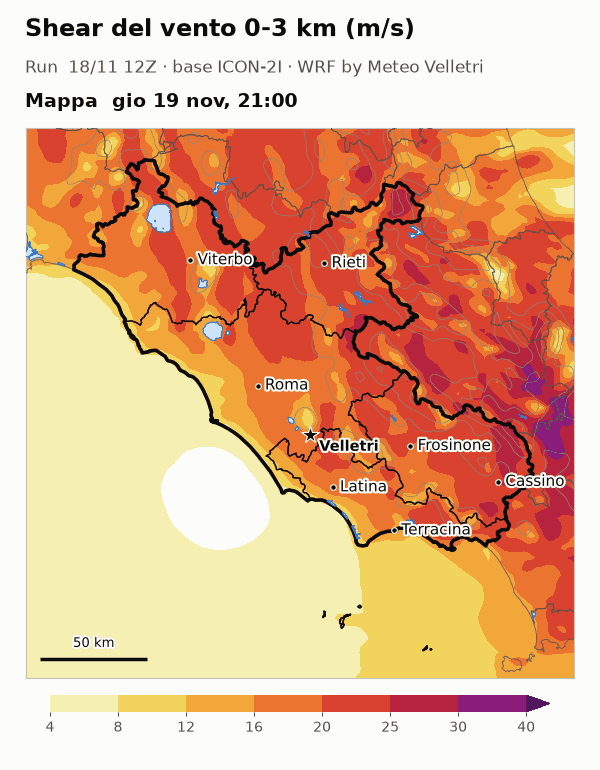 Shear del vento 0-3 km (m/s)
Run  18/11 12Z · base ICON-2I · WRF by Meteo Velletri
Mappa  gio 19 nov, 21:00
Viterbo
Rieti
Roma
Velletri
Frosinone
Cassino
Latina
Terracina
50 km
4 8 12 16 20 25 30 40